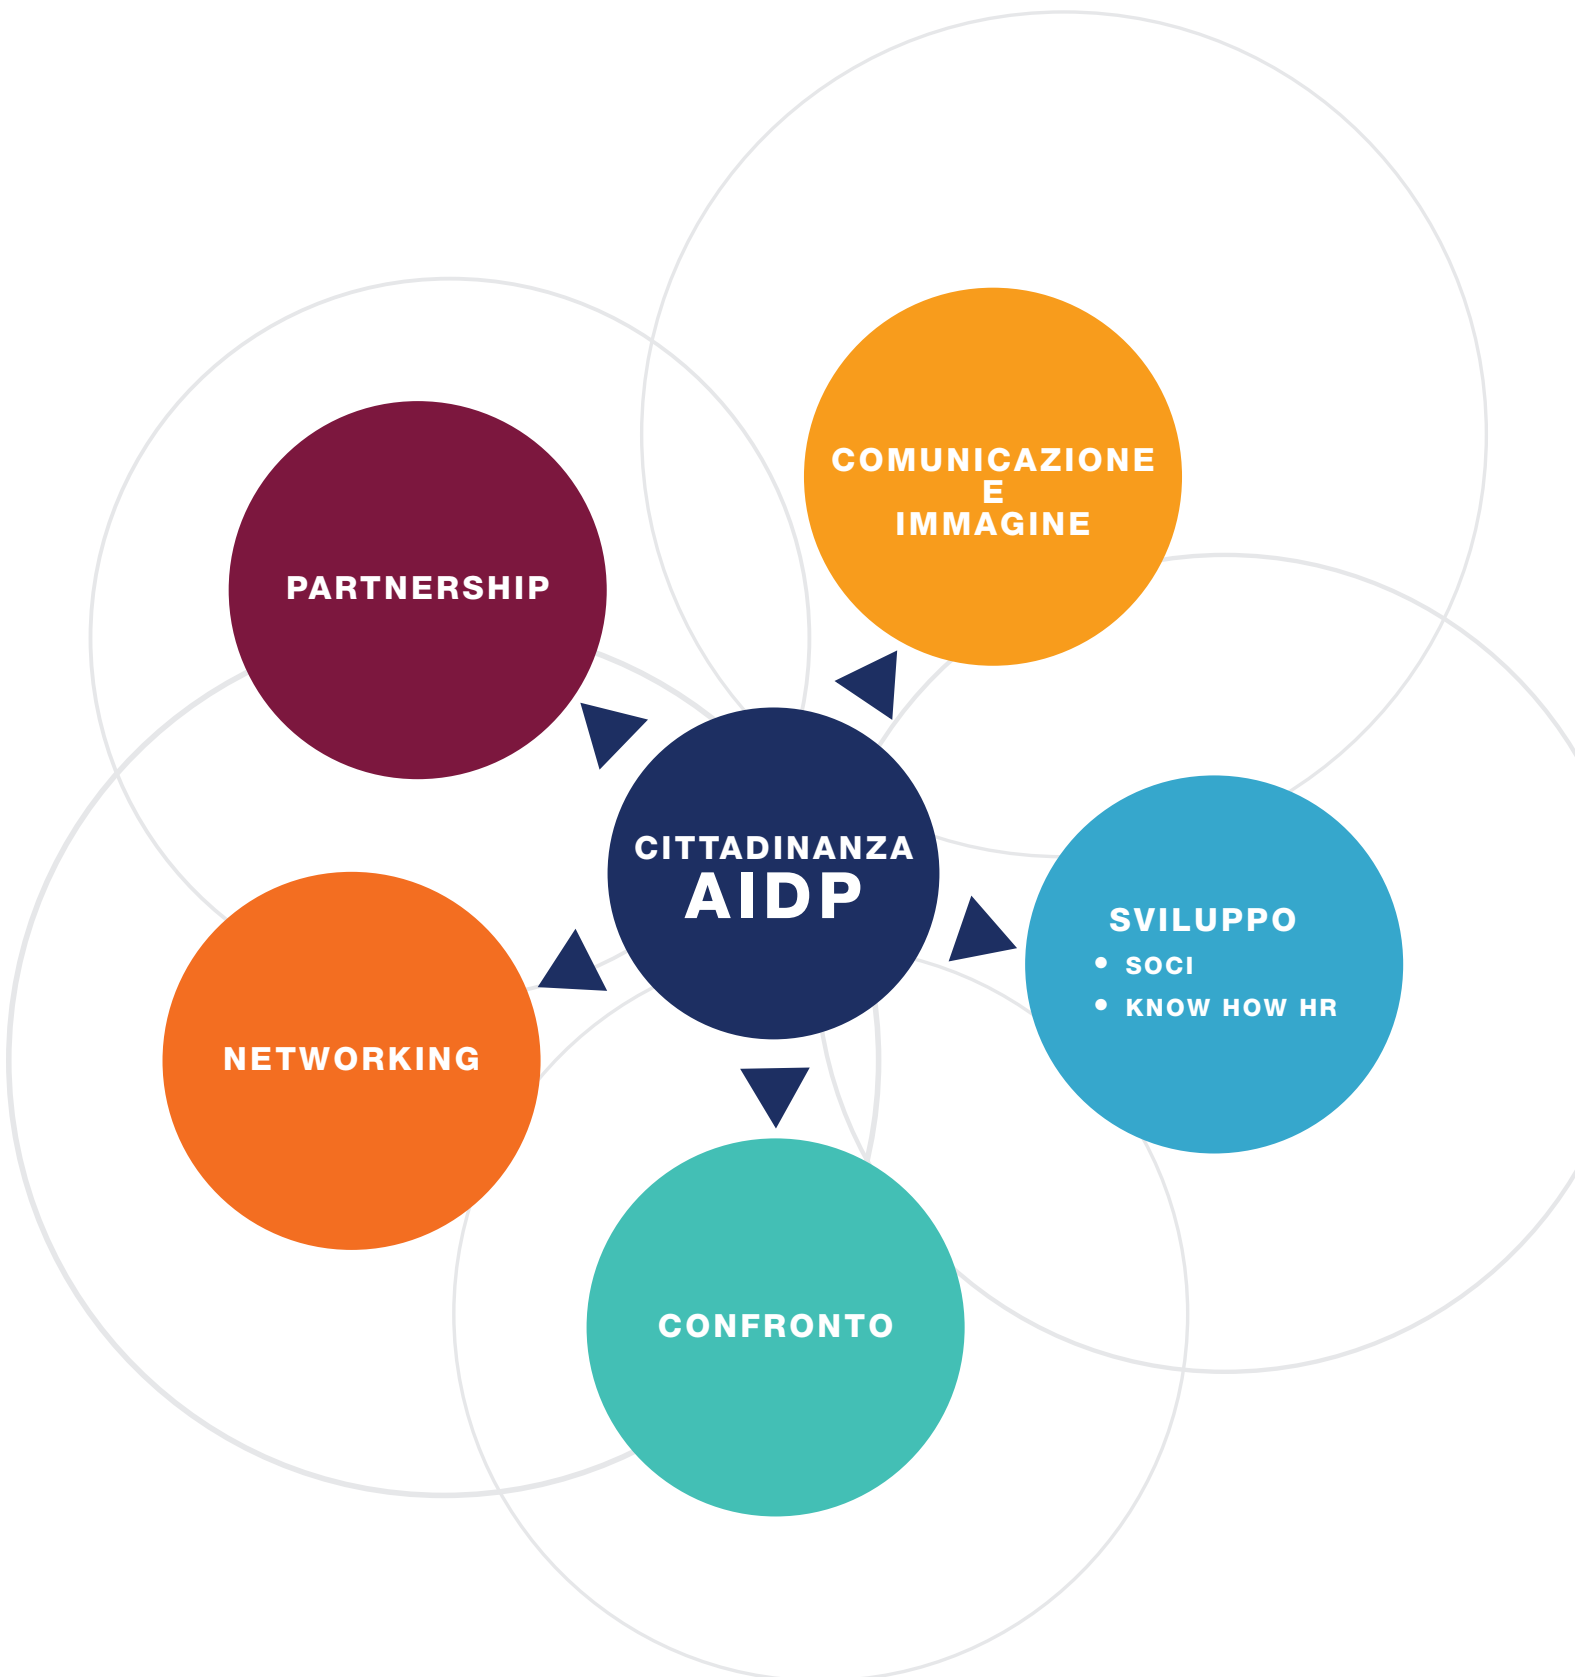 COMUNICAZIONE
E
IMMAGINE
PARTNERSHIP
CITTADINANZA
AIDP
SVILUPPO
• SOCI
• KNOW HOW HR
NETWORKING
CONFRONTO